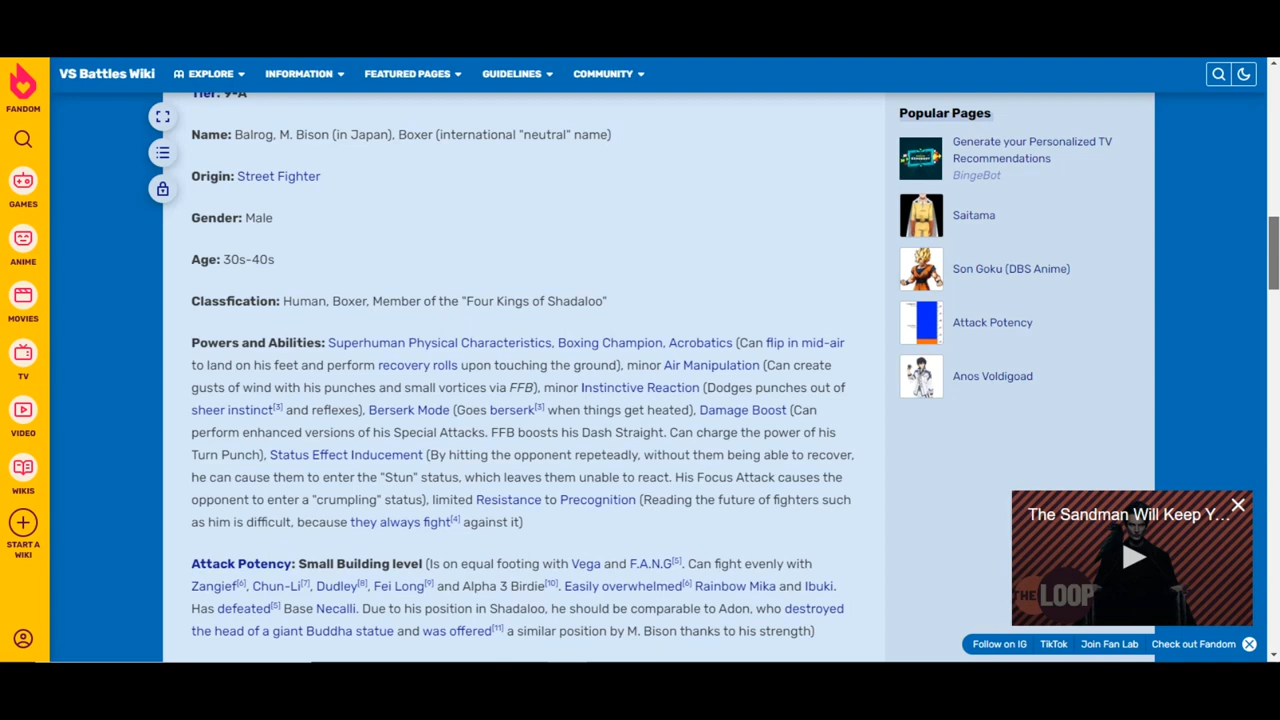 FANDOM
GAMES
ANIME
MOVIES
TV
VIDEO
WIKIS
START A
WIKI
VS Battles Wiki
EXPLORE
INFORMATION
FEATURED PAGES
GUIDELINES
COMMUNITY
Tier: 9-A
Name: Balrog, M. Bison (in Japan), Boxer (international "neutral" name)
Origin: Street Fighter
Gender: Male
Age: 30s-40s
Classfication: Human, Boxer, Member of the "Four Kings of Shadaloo"
Powers and Abilities: Superhuman Physical Characteristics, Boxing Champion, Acrobatics (Can flip in mid-air
to land on his feet and perform recovery rolls upon touching the ground), minor Air Manipulation (Can create
gusts of wind with his punches and small vortices via FFB), minor Instinctive Reaction (Dodges punches out of
sheer instinct[3] and reflexes), Berserk Mode (Goes berserk[3] when things get heated), Damage Boost (Can
perform enhanced versions of his Special Attacks. FFB boosts his Dash Straight. Can charge the power of his
Turn Punch), Status Effect Inducement (By hitting the opponent repeteadly, without them being able to recover,
he can cause them to enter the "Stun" status, which leaves them unable to react. His Focus Attack causes the
opponent to enter a "crumpling" status), limited Resistance to Precognition (Reading the future of fighters such
as him is difficult, because they always fight[4] against it)
Attack Potency: Small Building level (Is on equal footing with Vega and F.A.N.G[5]. Can fight evenly with
Zangief[6], Chun-Li[7], Dudley[8], Fei Long[9] and Alpha 3 Birdie[10]. Easily overwhelmed[6] Rainbow Mika and Ibuki.
Has defeated[5] Base Necalli. Due to his position in Shadaloo, he should be comparable to Adon, who destroyed
the head of a giant Buddha statue and was offered[11] a similar position by M. Bison thanks to his strength)
Popular Pages
Generate your Personalized TV
Recommendations
BingeBot
Saitama
Son Goku (DBS Anime)
Attack Potency
Anos Voldigoad
The Sandman Will Keep Y...
THE LOOP
Follow on IG
TikTok
Join Fan Lab
Check out Fandom